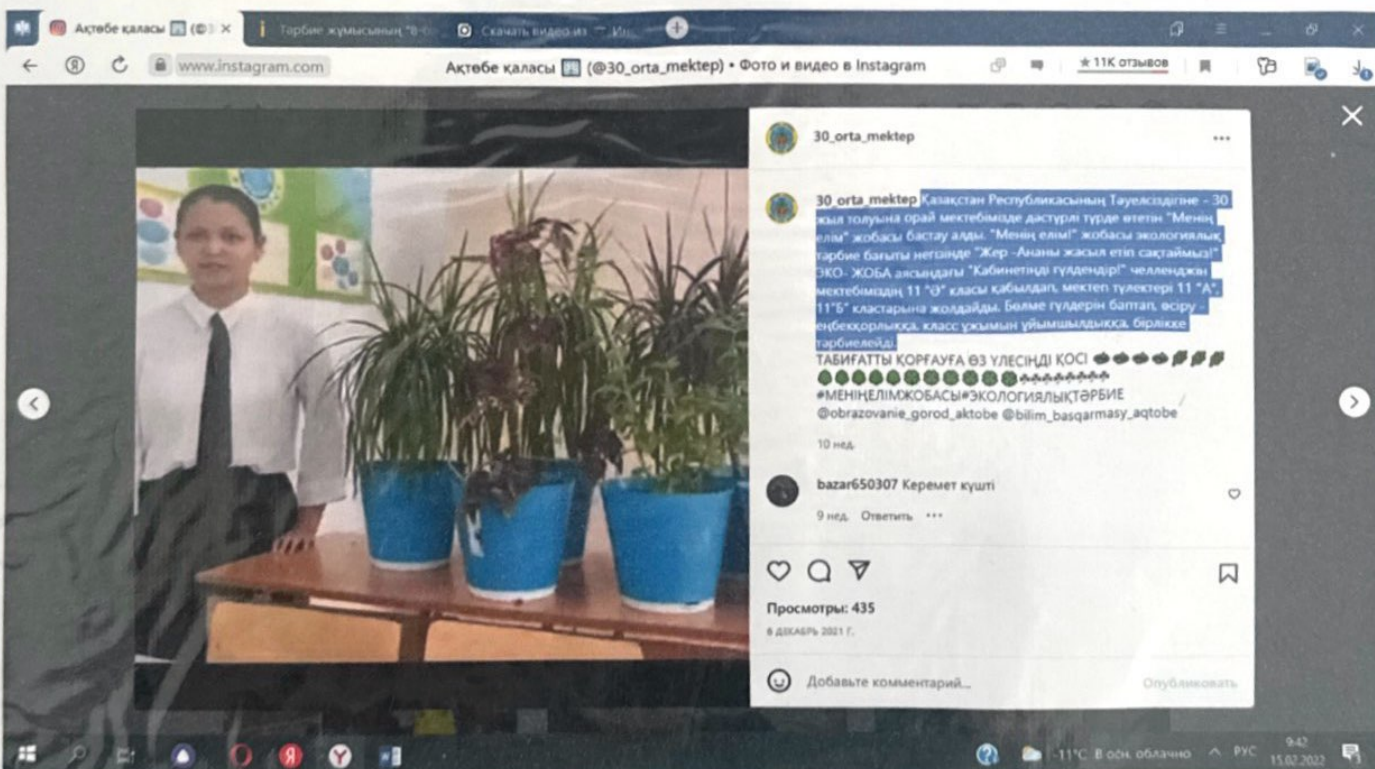 Ақтөбе қаласы
Тәрбие жұмысының "8-
Скачать видео из
www.instagram.com
Ақтөбе қаласы (@30_orta_mektep) • Фото и видео в Instagram
★ 11K отзывов
30_orta_mektep
30_orta_mektep Қазақстан Республикасының Тәуелсіздігіне - 30
жыл толуына орай мектебімізде дәстүрлі түрде өтетін "Менің
елім" жобасы бастау алды. "Менің елім!" жобасы экологиялық
тәрбие бағыты негізінде "Жер -Ананы жасыл етіп сақтаймыз!"
ЭКО- ЖОБА аясындағы "Кабинетіңді гүлдендір!" челленджін
мектебіміздің 11 "Ә" класы қабылдап, мектеп түлектері 11 "А",
11"Б" кластарына жолдайды. Бөлме гүлдерін баптап, өсіру -
еңбекқорлыққа, класс ұжымын ұйымшылдыққа, бірлікке
тәрбиелейді.
ТАБИҒАТТЫ ҚОРҒАУҒА ӨЗ ҮЛЕСІҢДІ ҚОС!
#МЕНІҢЕЛІМЖОБАСЫ#ЭКОЛОГИЯЛЫҚТӘРБИЕ
@obrazovanie_gorod_aktobe @bilim_basqarmasy_aqtobe
10 нед.
bazar650307 Керемет күшті
9 нед. Ответить
Просмотры: 435
6 ДЕКАБРЬ 2021 Г.
Добавьте комментарий...
Опубликовать
-11°C В осн. облачно
РУС
9:42
15.02.2022